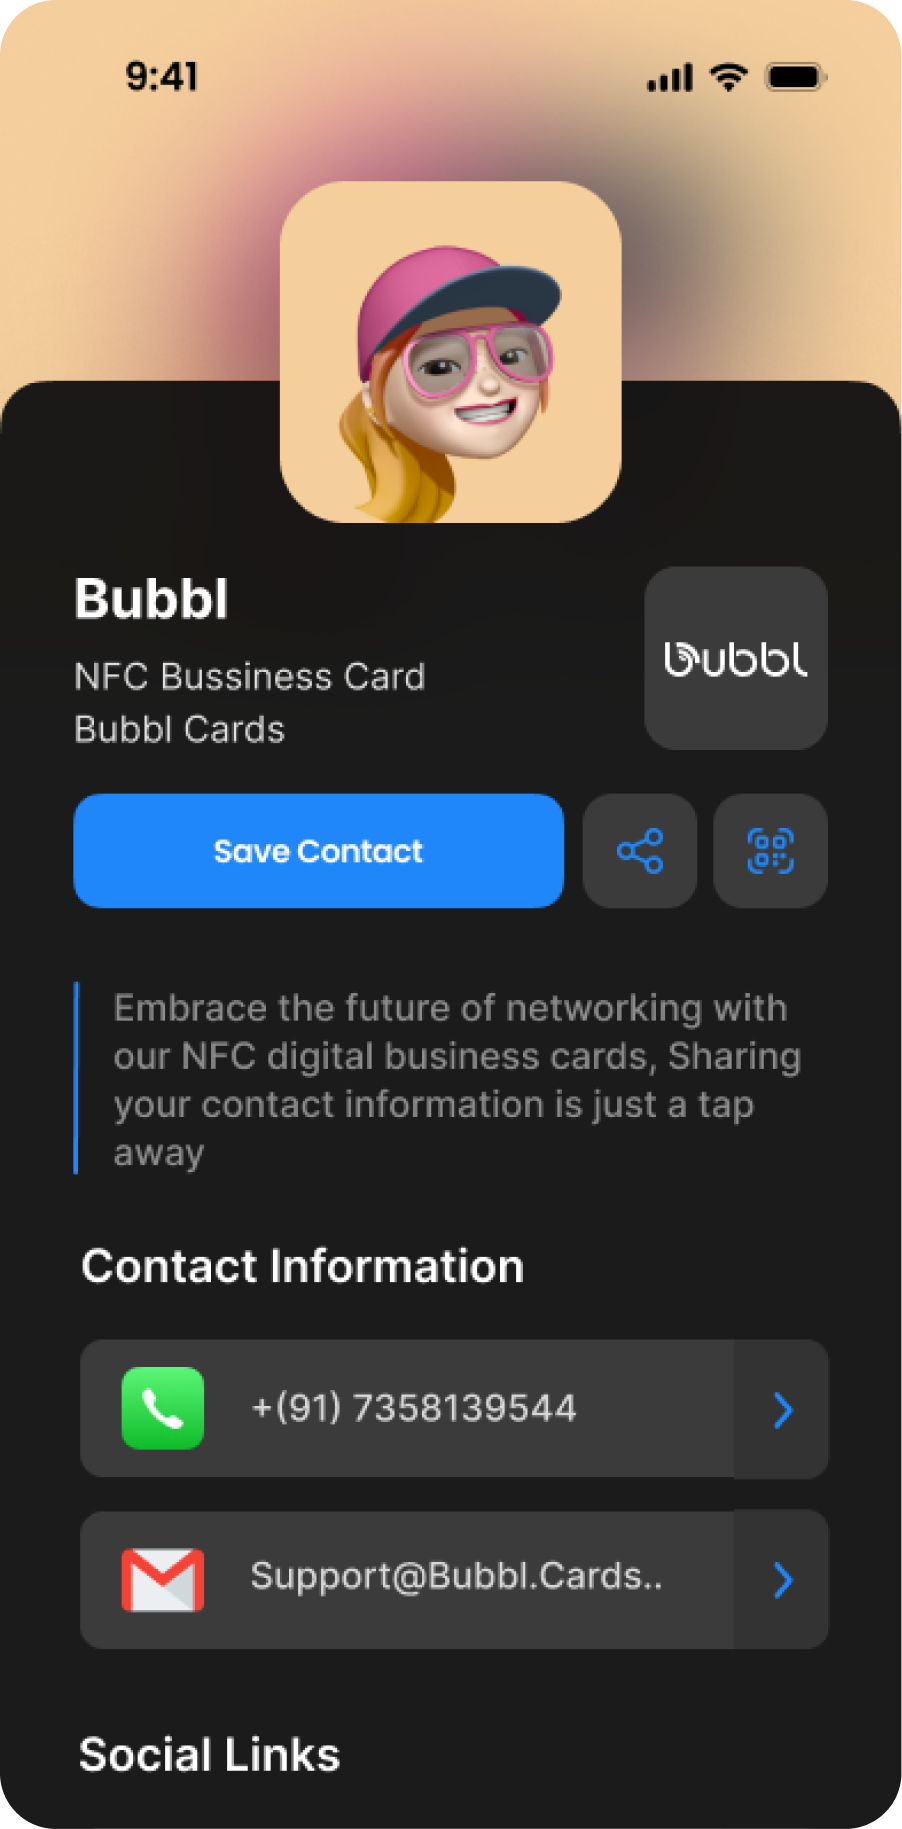 9:41
Bubbl
NFC Bussiness Card
Bubbl Cards
bubbl
Save Contact
Embrace the future of networking with
our NFC digital business cards, Sharing
your contact information is just a tap
away
Contact Information
+(91) 7358139544
Support@Bubbl.Cards..
Social Links